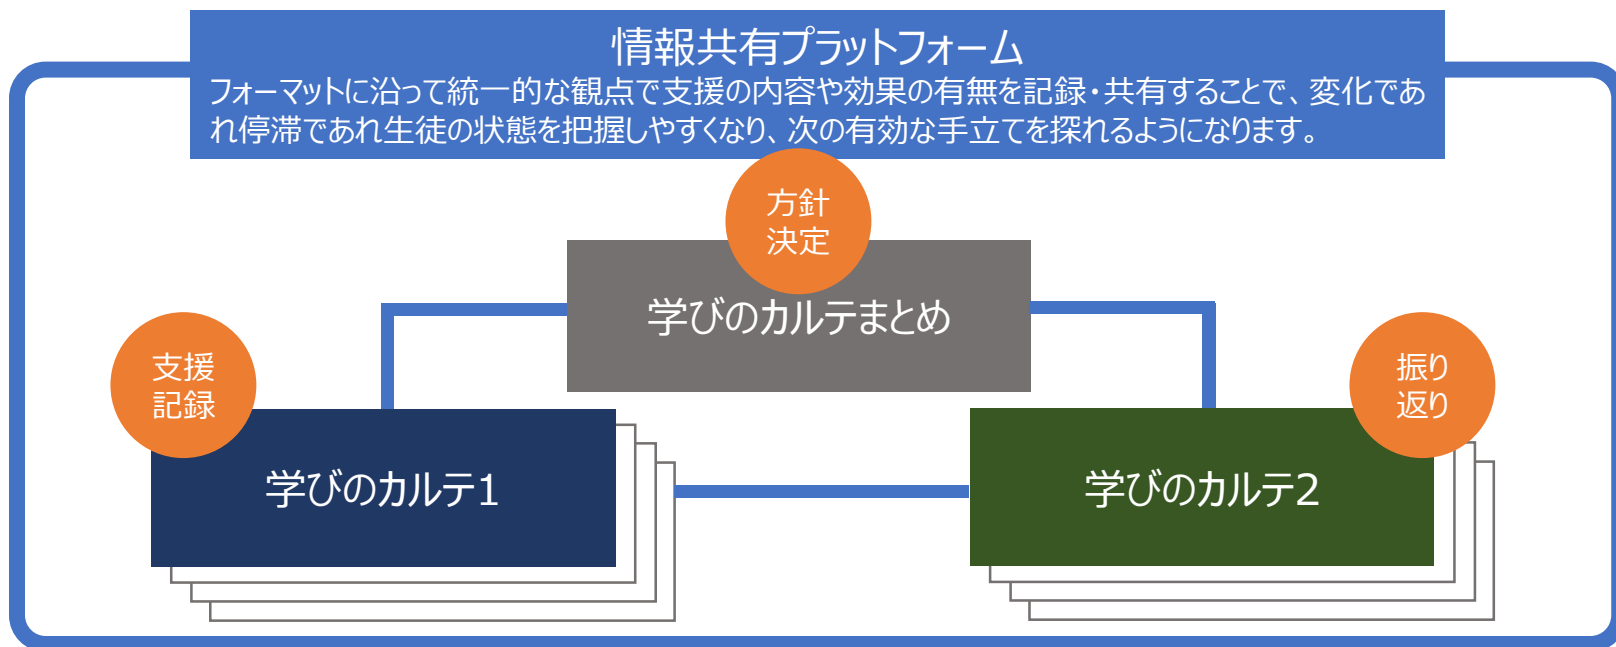 情報共有プラットフォーム
フォーマットに沿って統一的な観点で支援の内容や効果の有無を記録・共有することで、変化であ
れ停滞であれ生徒の状態を把握しやすくなり、次の有効な手立てを探れるようになります。
方針
決定
学びのカルテまとめ
支援
記録
振り
返り
学びのカルテ1
学びのカルテ2